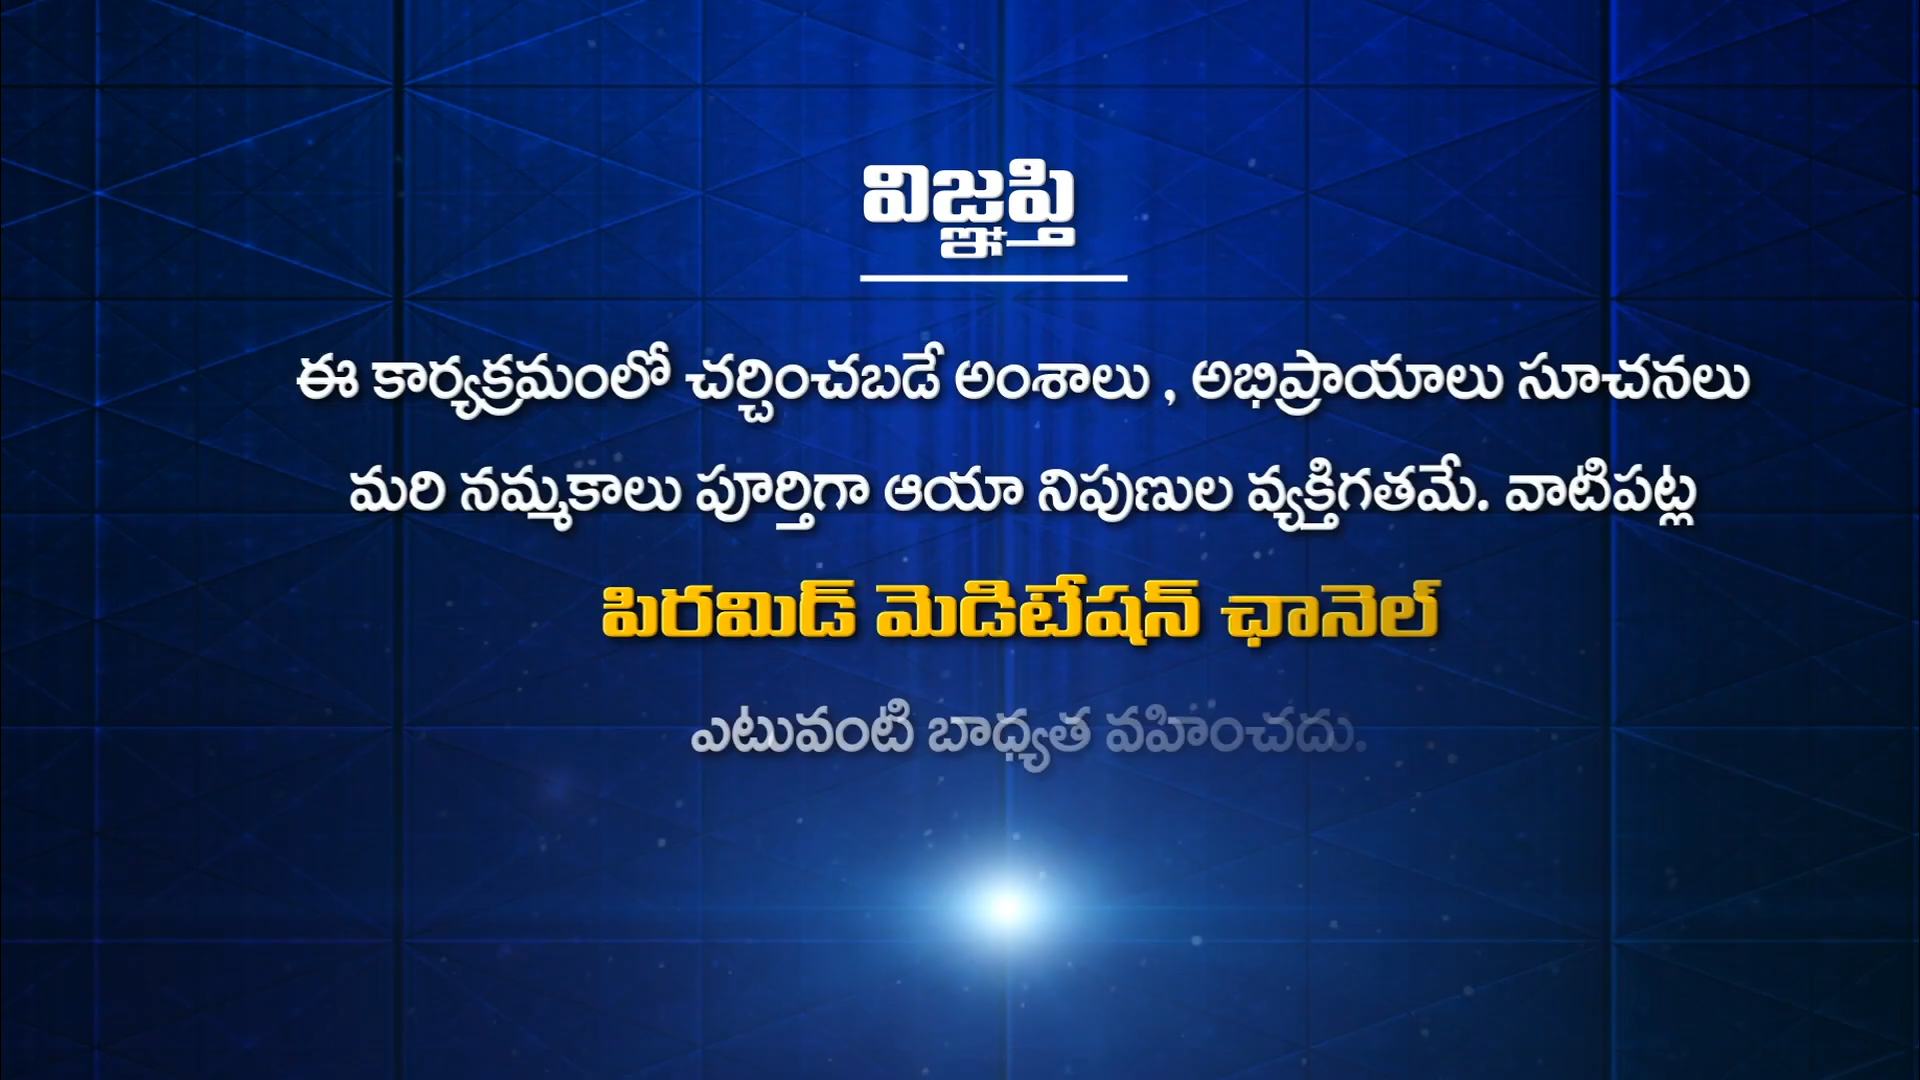 విజ్ఞప్తి
ఈ కార్యక్రమంలో చర్చించబడే అంశాలు , అభిప్రాయాలు సూచనలు
మరి నమ్మకాలు పూర్తిగా ఆయా నిపుణుల వ్యక్తిగతమే. వాటిపట్ల
పిరమిడ్ మెడిటేషన్ ఛానెల్
ఎటువంటి బాధ్యత వహించదు.